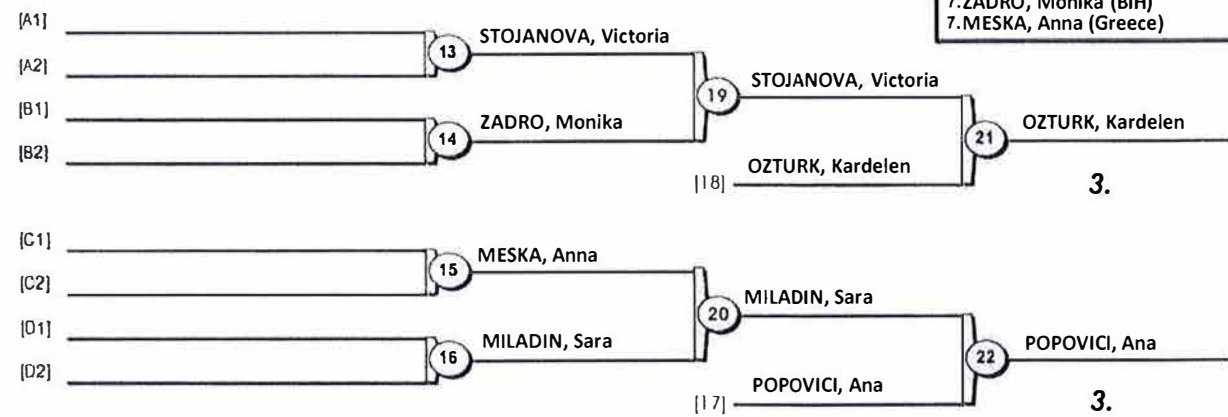 7.ZADRO, Monika (BIH)
7.MESKA, Anna (Greece)
[A1]
13
STOJANOVA, Victoria
[A2]
19
STOJANOVA, Victoria
[B1]
14
ZADRO, Monika
21
OZTURK, Kardelen
[B2]
[18]
OZTURK, Kardelen
3.
[C1]
15
MESKA, Anna
[C2]
20
MILADIN, Sara
[D1]
16
MILADIN, Sara
22
POPOVICI, Ana
[D2]
[17]
POPOVICI, Ana
3.